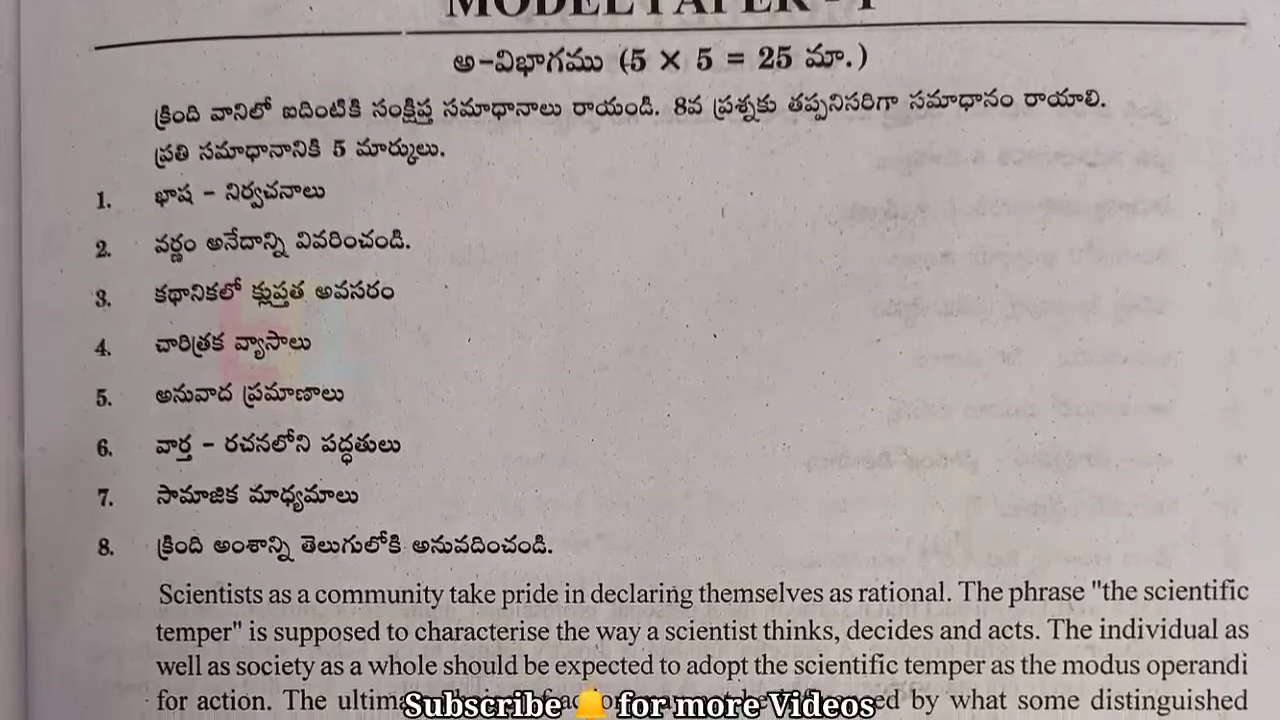 MODEL PAPER - 1
అ-విభాగము (5 × 5 = 25 మా.)
క్రింది వానిలో ఐదింటికి సంక్షిప్త సమాధానాలు రాయండి. 8వ ప్రశ్నకు తప్పనిసరిగా సమాధానం రాయాలి.
ప్రతి సమాధానానికి 5 మార్కులు.
1. భాష - నిర్వచనాలు
2. వర్ణం అనేదాన్ని వివరించండి.
3. కథానికలో క్లుప్తత అవసరం
4. చారిత్రక వ్యాసాలు
5. అనువాద ప్రమాణాలు
6. వార్త - రచనలోని పద్ధతులు
7. సామాజిక మాధ్యమాలు
8. క్రింది అంశాన్ని తెలుగులోకి అనువదించండి.
Scientists as a community take pride in declaring themselves as rational. The phrase "the scientific
temper" is supposed to characterise the way a scientist thinks, decides and acts. The individual as
well as society as a whole should be expected to adopt the scientific temper as the modus operandi
for action. The by what some distinguished
Subscribe 🔔 for more Videos